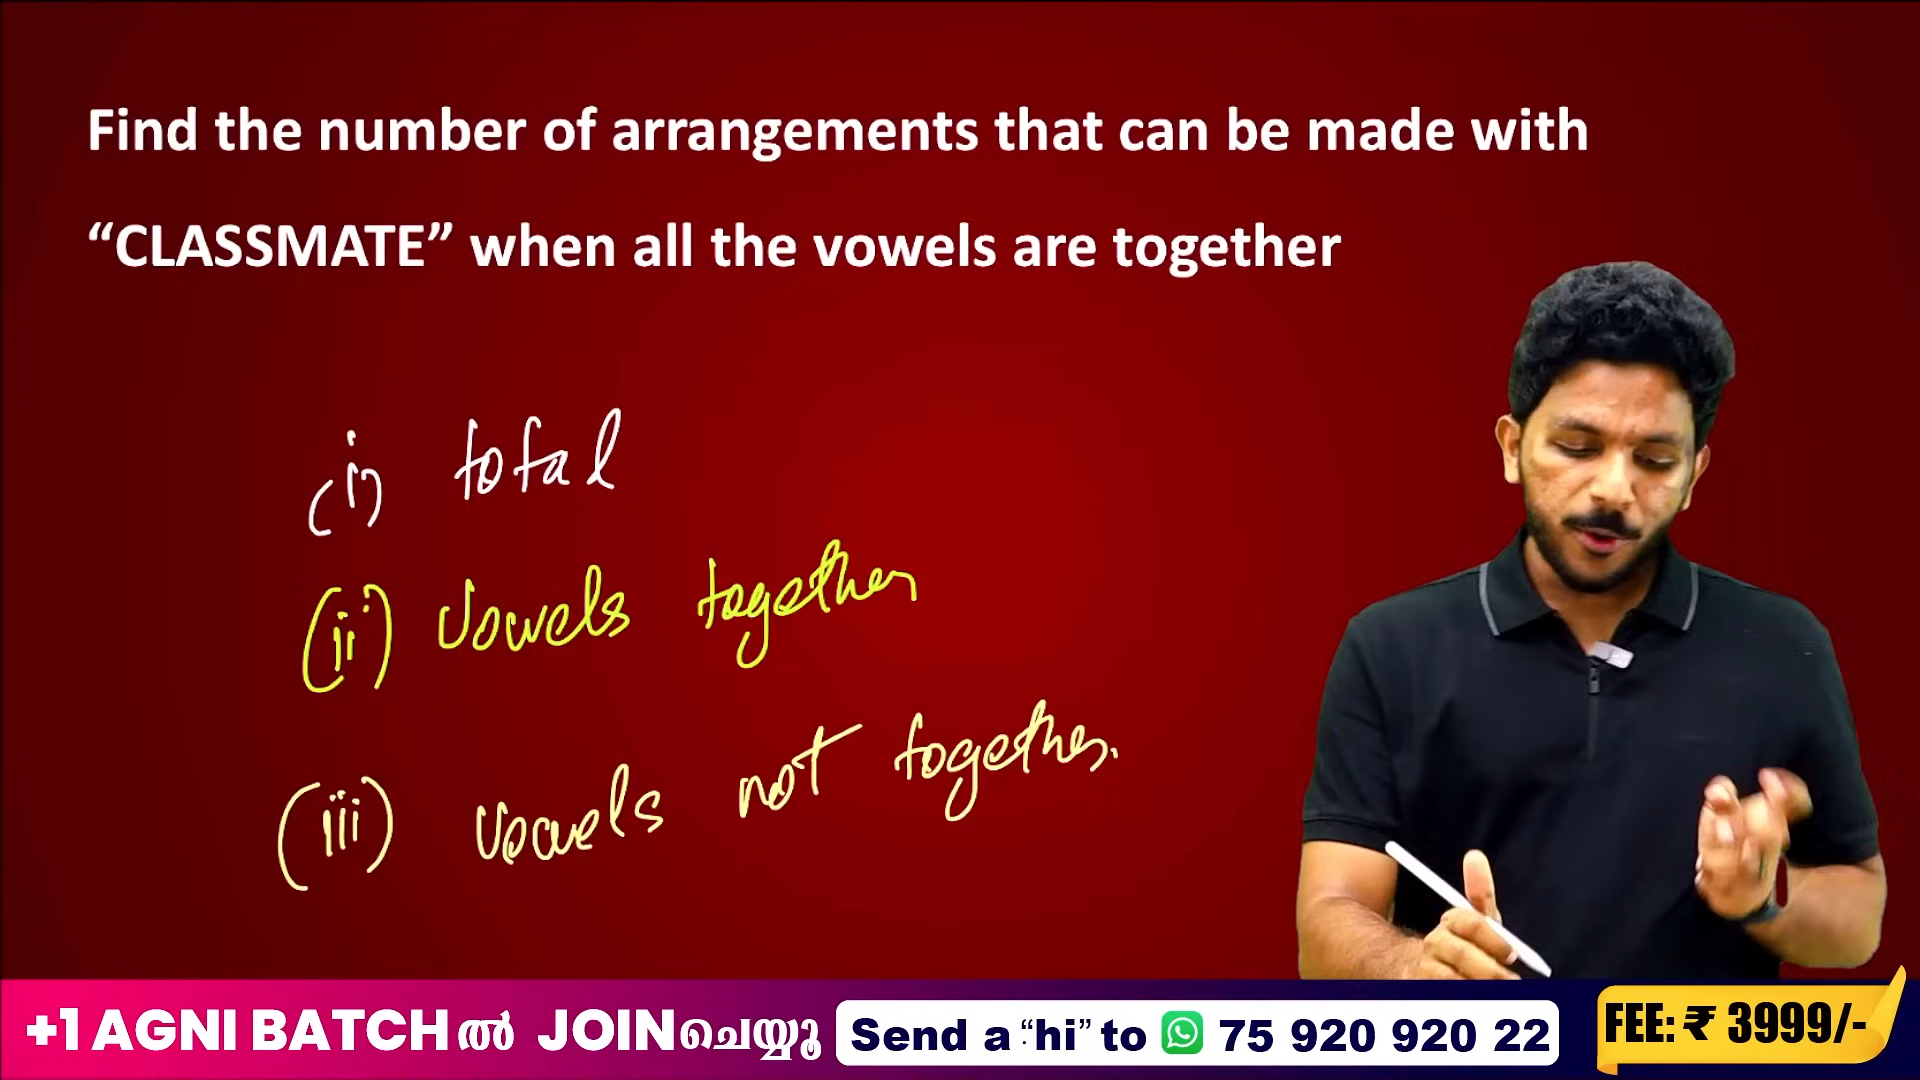 Find the number of arrangements that can be made with
“CLASSMATE” when all the vowels are together
(i) total
(ii) Vowels together
(iii) Vowels not together.
+1 AGNI BATCH ൽ JOIN ചെയ്യൂ
Send a “hi” to 75 920 920 22
FEE: ₹ 3999/-